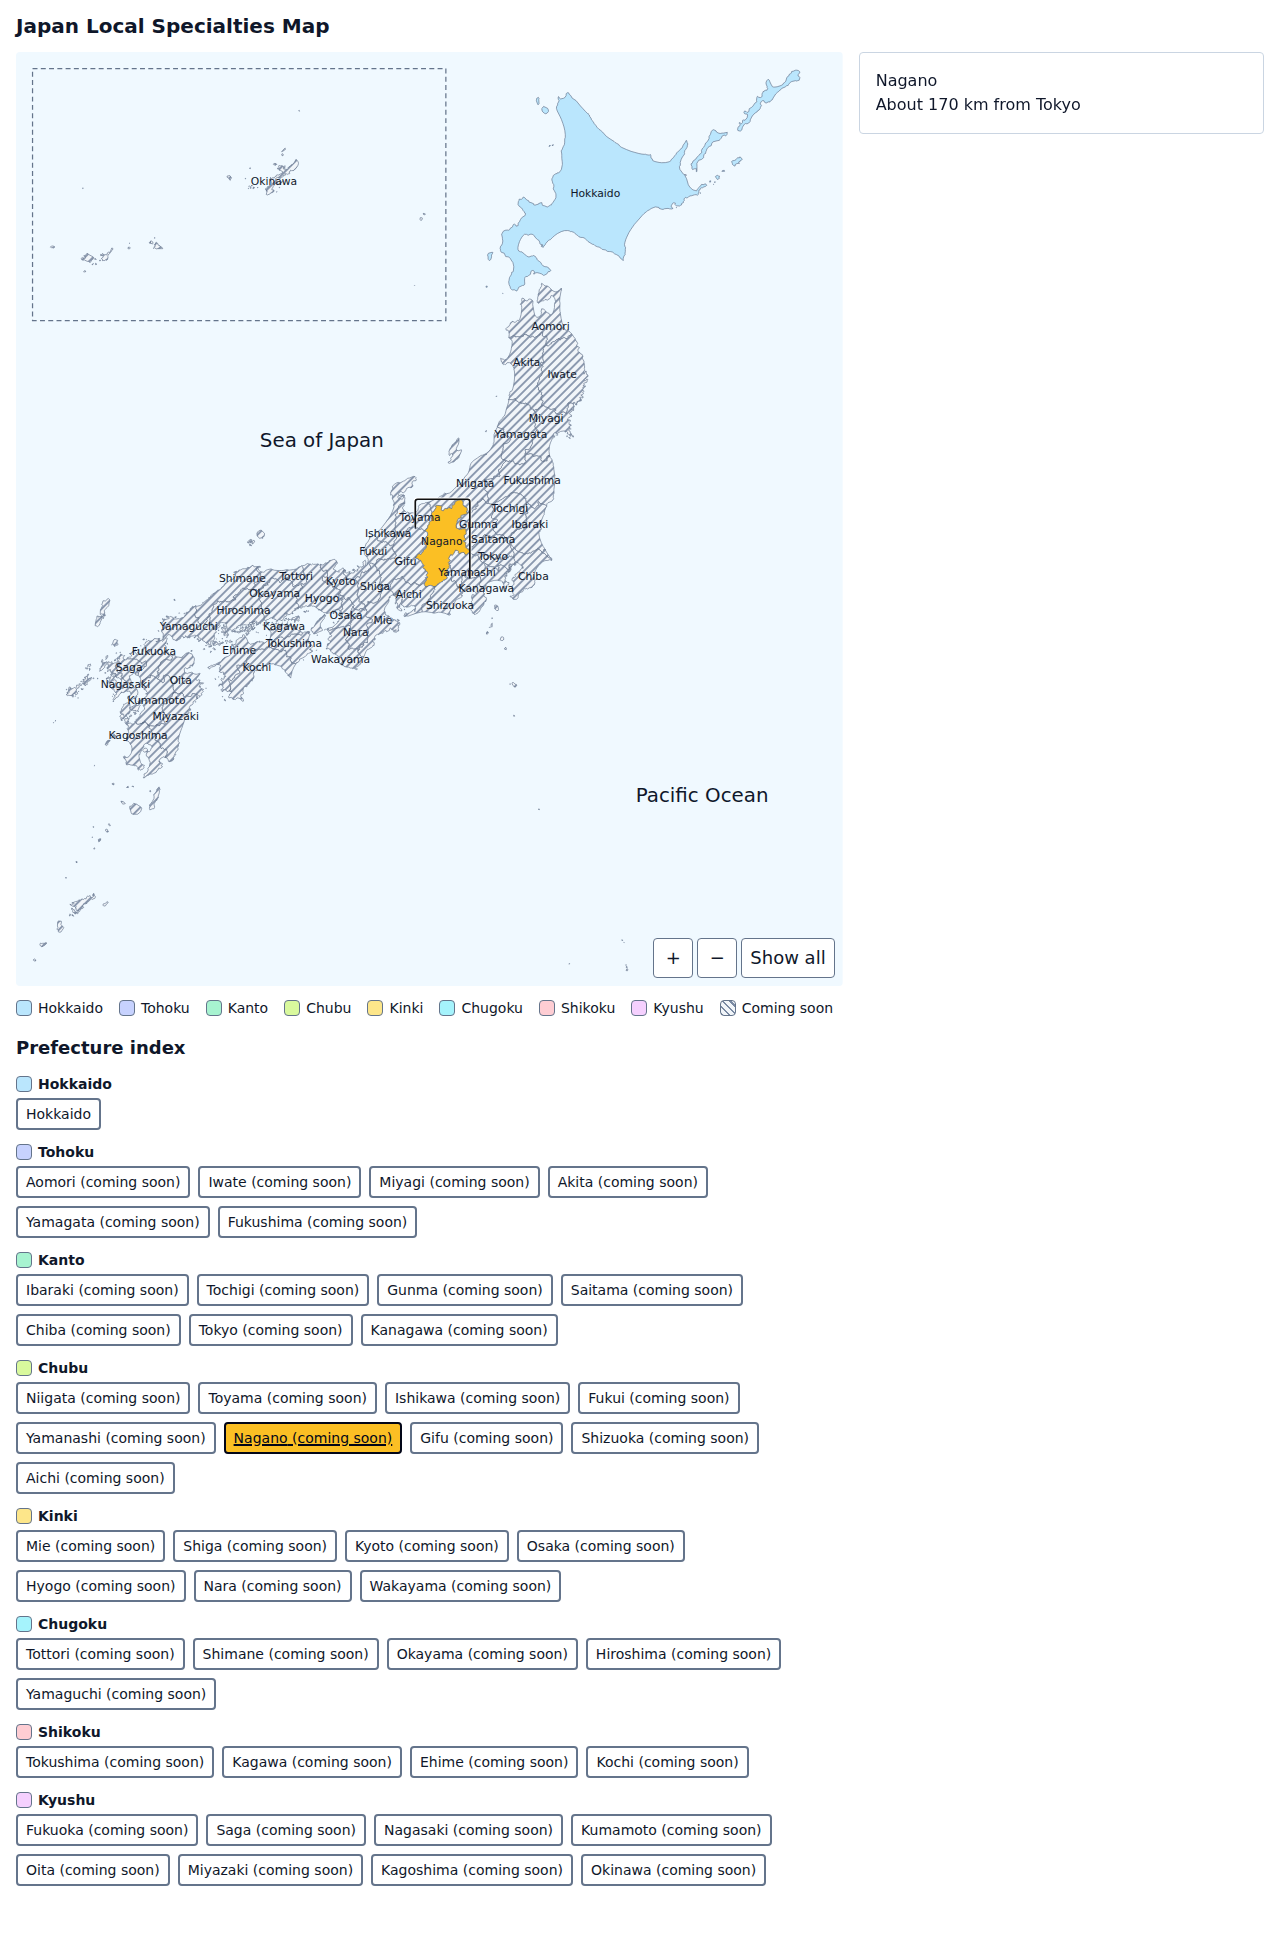 Japan Local Specialties Map
Nagano
About 170 km from Tokyo
Okinawa
Hokkaido
Aomori
Akita
Iwate
Miyagi
Yamagata
Sea of Japan
Niigata
Fukushima
Tochigi
Toyama
Gunma
Ibaraki
Ishikawa
Nagano
Saitama
Fukui
Tokyo
Gifu
Yamanashi
Chiba
Shimane
Tottori
Kyoto
Shiga
Kanagawa
Okayama
Hyogo
Aichi
Shizuoka
Hiroshima
Osaka
Mie
Yamaguchi
Kagawa
Nara
Tokushima
Fukuoka
Ehime
Wakayama
Saga
Kochi
Nagasaki
Oita
Kumamoto
Miyazaki
Kagoshima
Pacific Ocean
+ − Show all
Hokkaido Tohoku Kanto Chubu Kinki Chugoku Shikoku Kyushu Coming soon
Prefecture index
Hokkaido
Hokkaido
Tohoku
Aomori (coming soon) Iwate (coming soon) Miyagi (coming soon) Akita (coming soon)
Yamagata (coming soon) Fukushima (coming soon)
Kanto
Ibaraki (coming soon) Tochigi (coming soon) Gunma (coming soon) Saitama (coming soon)
Chiba (coming soon) Tokyo (coming soon) Kanagawa (coming soon)
Chubu
Niigata (coming soon) Toyama (coming soon) Ishikawa (coming soon) Fukui (coming soon)
Yamanashi (coming soon) Nagano (coming soon) Gifu (coming soon) Shizuoka (coming soon)
Aichi (coming soon)
Kinki
Mie (coming soon) Shiga (coming soon) Kyoto (coming soon) Osaka (coming soon)
Hyogo (coming soon) Nara (coming soon) Wakayama (coming soon)
Chugoku
Tottori (coming soon) Shimane (coming soon) Okayama (coming soon) Hiroshima (coming soon)
Yamaguchi (coming soon)
Shikoku
Tokushima (coming soon) Kagawa (coming soon) Ehime (coming soon) Kochi (coming soon)
Kyushu
Fukuoka (coming soon) Saga (coming soon) Nagasaki (coming soon) Kumamoto (coming soon)
Oita (coming soon) Miyazaki (coming soon) Kagoshima (coming soon) Okinawa (coming soon)